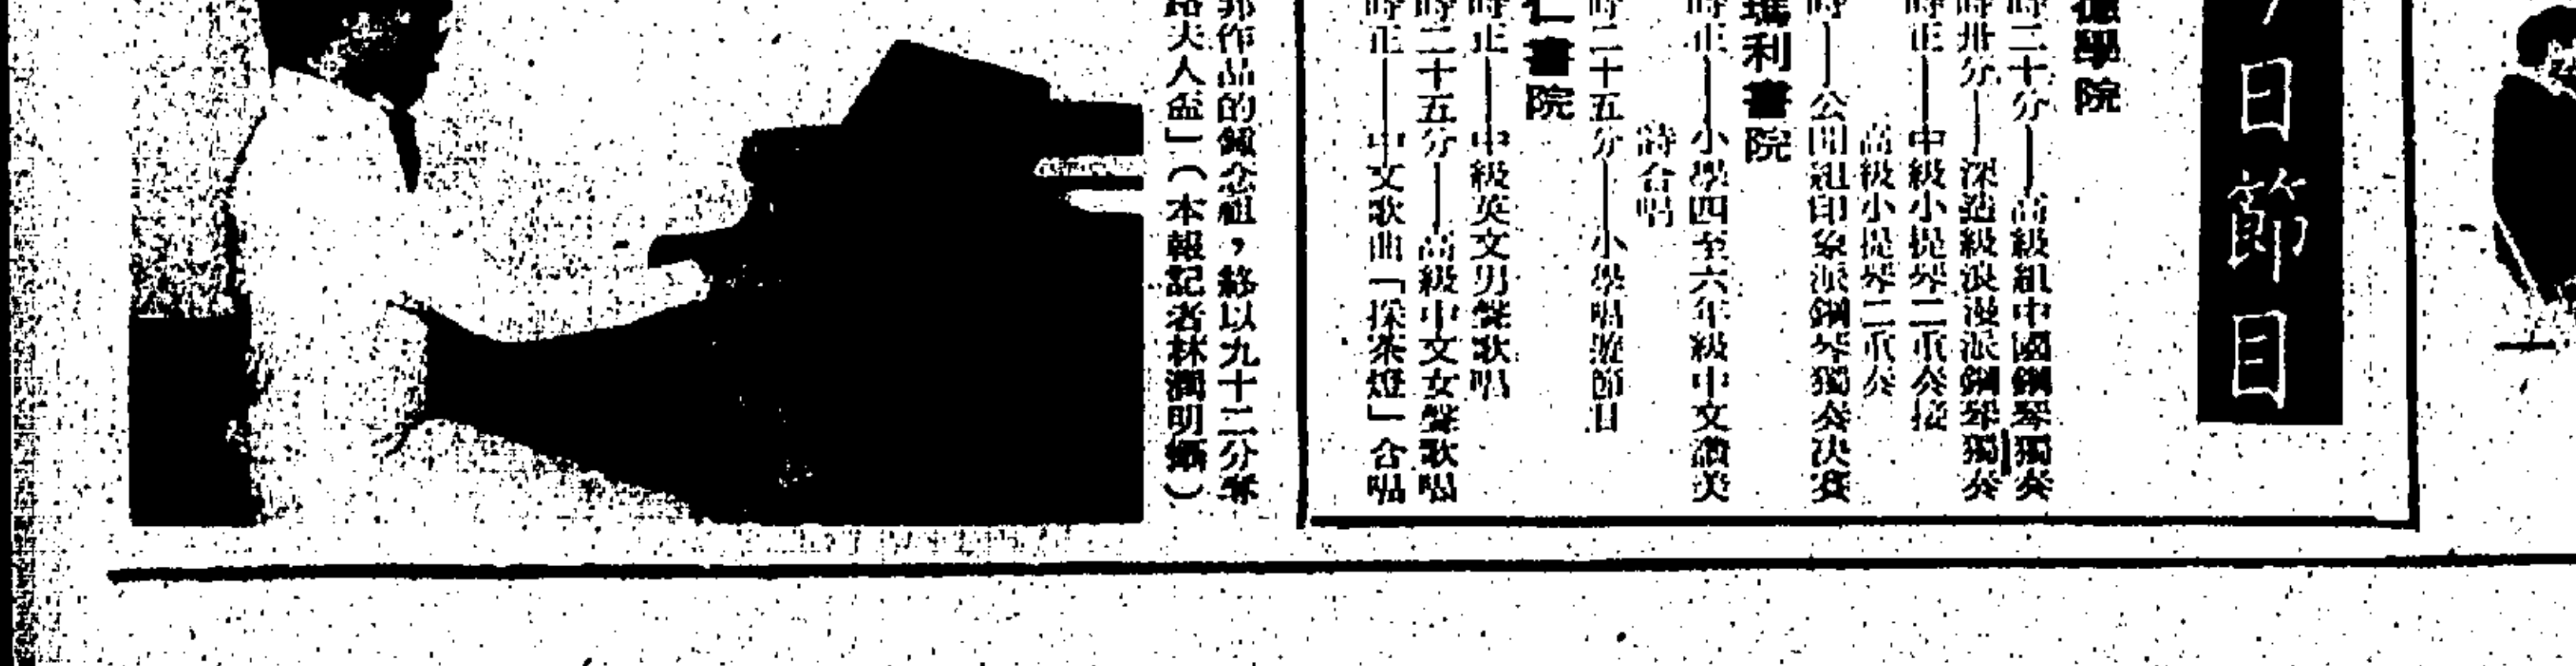 日節目
學院
時二十分——高級組中國鋼琴獨奏
時卅分——深造級浪漫派鋼琴獨奏
時正——中級小提琴二重奏接
高級小提琴二重奏
時——公開組印象派鋼琴獨奏決賽
瑪利書院
時正——小學四至六年級中文讚美
詩合唱
時二十五分——小學唱遊節目
仁書院
時正——中級英文男聲歌唱
時二十五分——高級中文女聲歌唱
時正——中文歌曲「採茶燈」合唱
邦作品的紀念組，終以九十二分奪
路夫人盃」（本報記者林潤明攝）